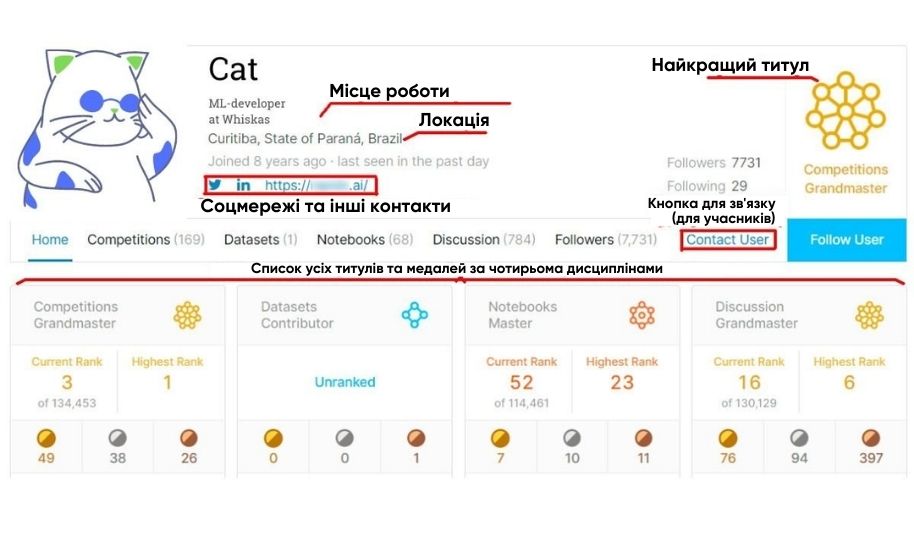 Cat
Найкращий титул
ML-developer
at Whiskas
Місце роботи
Локація
Curitiba, State of Paraná, Brazil
Joined 8 years ago · last seen in the past day
https:// .ai/
Соцмережі та інші контакти
Followers 7731
Following 29
Competitions
Grandmaster
Кнопка для зв'язку
(для учасників)
Home Competitions (169) Datasets (1) Notebooks (68) Discussion (784) Followers (7,731) Contact User Follow User
Список усіх титулів та медалей за чотирьома дисциплінами
Competitions
Grandmaster
Current Rank Highest Rank
3 1
of 134,453
49 38 26
Datasets
Contributor
Unranked
0 0 1
Notebooks
Master
Current Rank Highest Rank
52 23
of 114,461
7 10 11
Discussion
Grandmaster
Current Rank Highest Rank
16 6
of 130,129
76 94 397